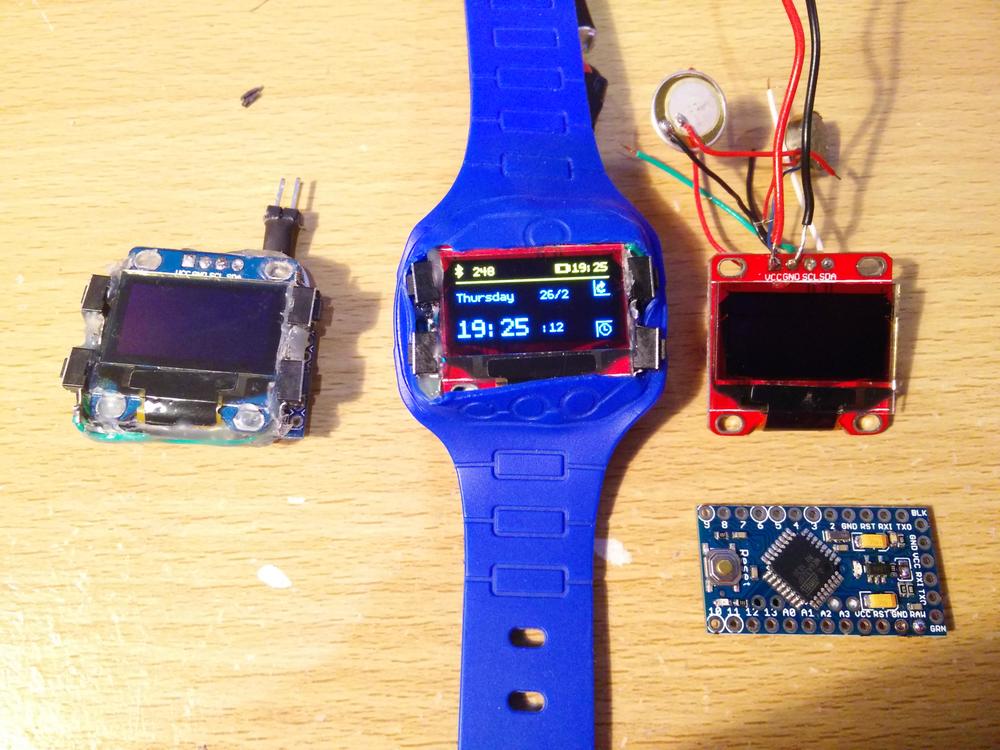 VCC GND SCL SDA
240 19:25
Thursday 26/2
19:25 :12
VCC GND SCL SDA
9 8 7 6 5 4 3 2 GND RST RXI TXO BLK
GND VCC RXI TXO
Reset
10 11 12 13 A0 A1 A2 A3 VCC RST GND RAW
GRN